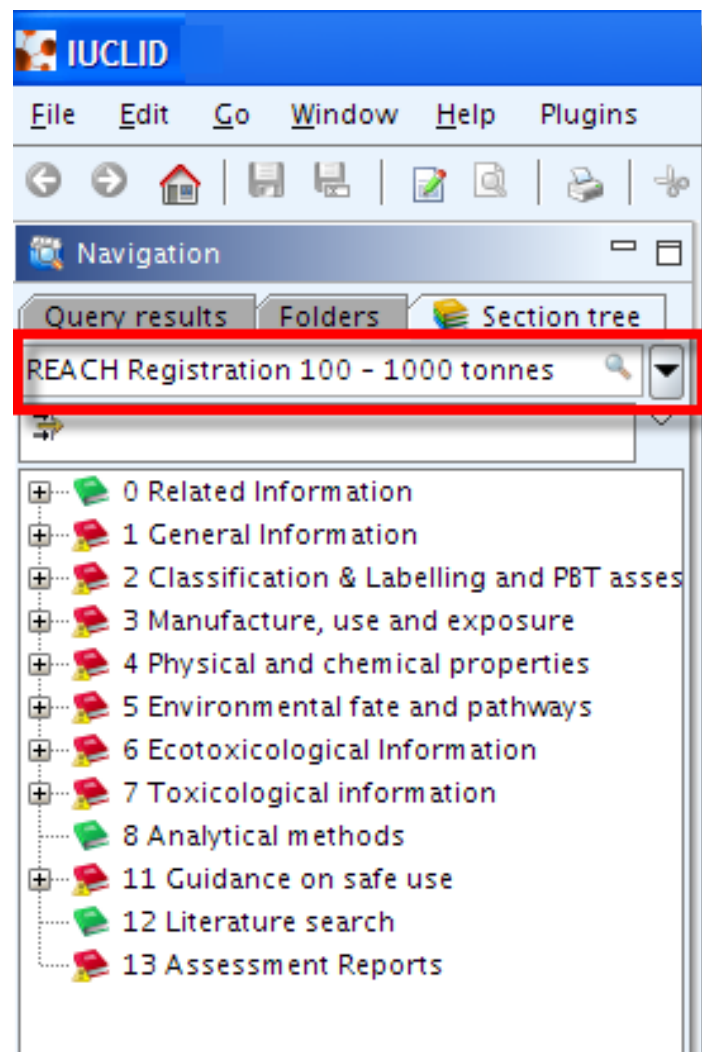 IUCLID
File Edit Go Window Help Plugins
Navigation
Query results Folders Section tree
REACH Registration 100 - 1000 tonnes
0 Related Information
1 General Information
2 Classification & Labelling and PBT asses
3 Manufacture, use and exposure
4 Physical and chemical properties
5 Environmental fate and pathways
6 Ecotoxicological Information
7 Toxicological information
8 Analytical methods
11 Guidance on safe use
12 Literature search
13 Assessment Reports